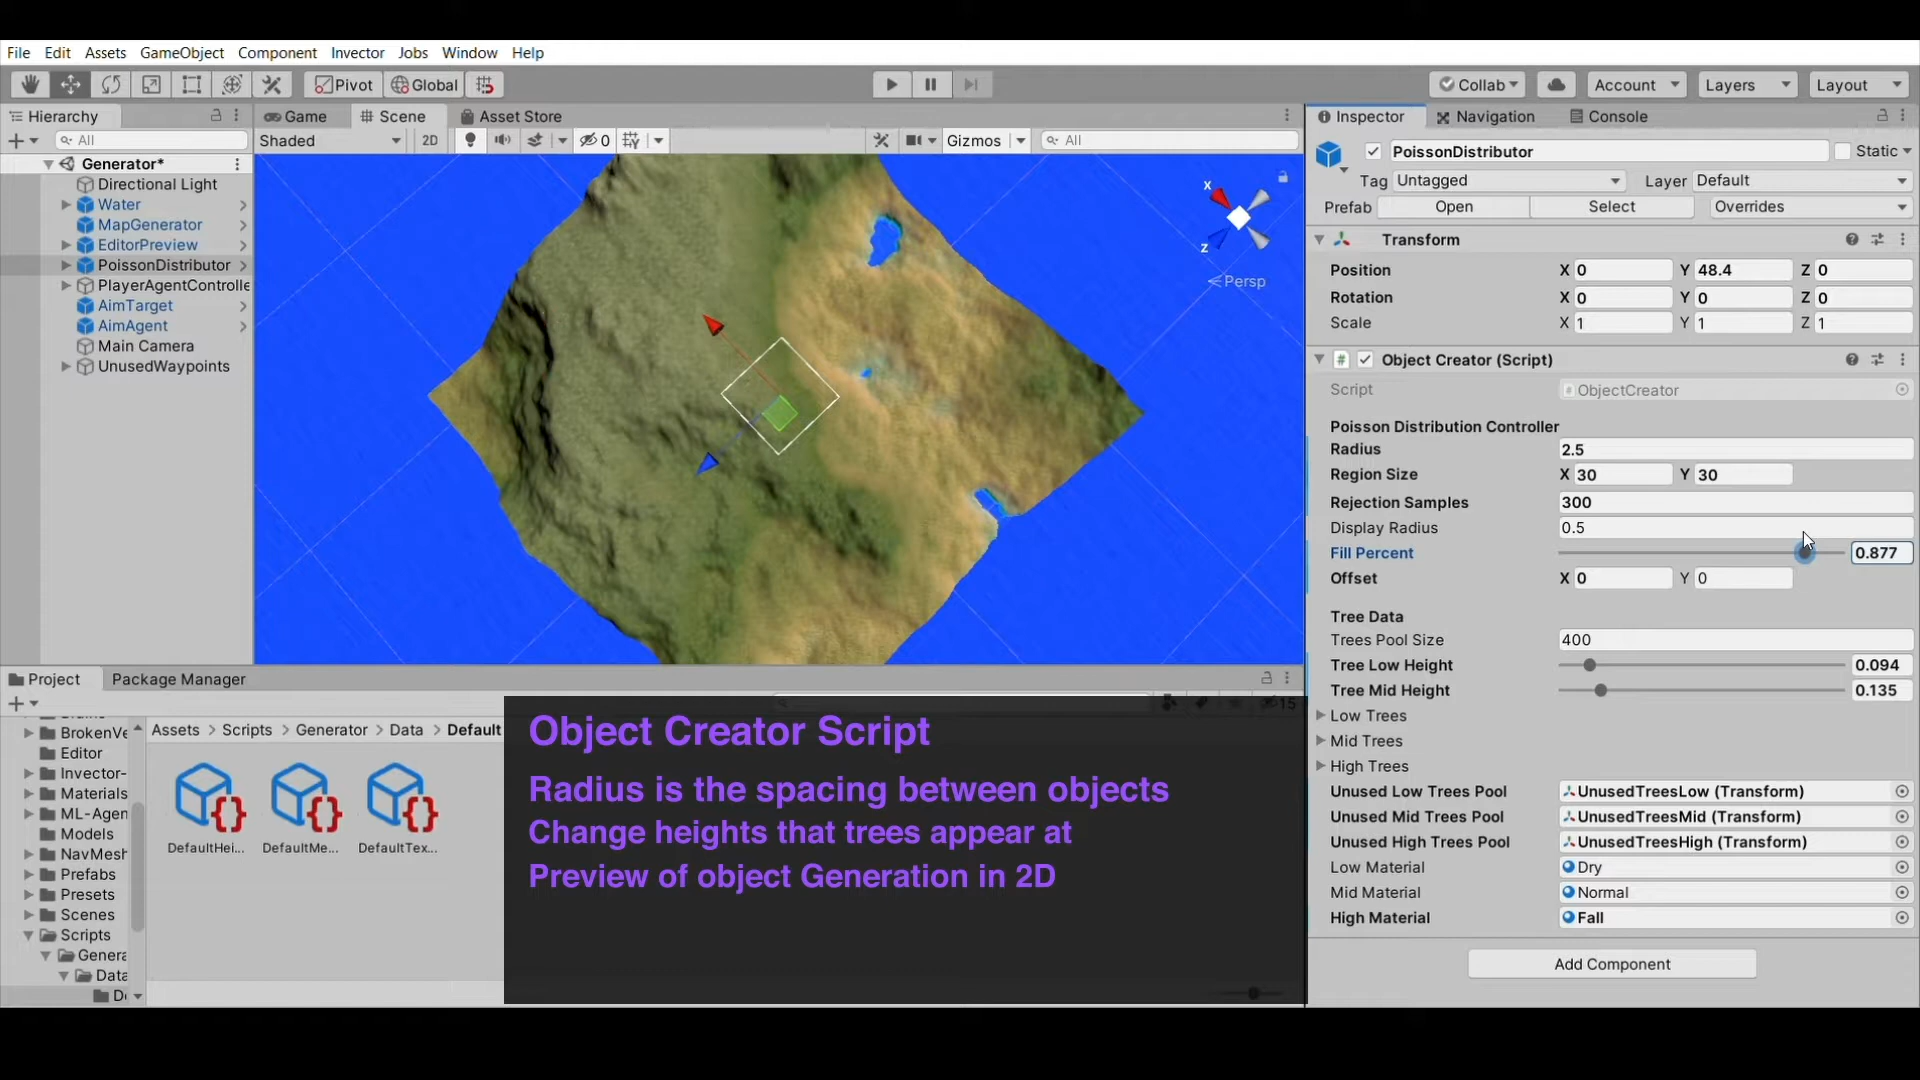 File Edit Assets GameObject Component Invector Jobs Window Help
Pivot Global Collab Account Layers Layout
Hierarchy
All
Generator*
Directional Light
Water
MapGenerator
EditorPreview
PoissonDistributor
PlayerAgentControlle
AimTarget
AimAgent
Main Camera
UnusedWaypoints
Game Scene Asset Store
Shaded 2D 0 Gizmos All
x
z
Persp
Inspector Navigation Console
PoissonDistributor Static
Tag Untagged Layer Default
Prefab Open Select Overrides
Transform
Position X 0 Y 48.4 Z 0
Rotation X 0 Y 0 Z 0
Scale X 1 Y 1 Z 1
# Object Creator (Script)
Script ObjectCreator
Poisson Distribution Controller
Radius 2.5
Region Size X 30 Y 30
Rejection Samples 300
Display Radius 0.5
Fill Percent 0.877
Offset X 0 Y 0
Tree Data
Trees Pool Size 400
Tree Low Height 0.094
Tree Mid Height 0.135
Low Trees
Mid Trees
High Trees
Unused Low Trees Pool UnusedTreesLow (Transform)
Unused Mid Trees Pool UnusedTreesMid (Transform)
Unused High Trees Pool UnusedTreesHigh (Transform)
Low Material Dry
Mid Material Normal
High Material Fall
Add Component
Project Package Manager
15
BrokenVe
Editor
Invector-
Materials
ML-Agen
Models
NavMesh
Prefabs
Presets
Scenes
Scripts
Genera
Data
De
Assets > Scripts > Generator > Data > Default
DefaultHei... DefaultMe... DefaultTex...
Object Creator Script
Radius is the spacing between objects
Change heights that trees appear at
Preview of object Generation in 2D